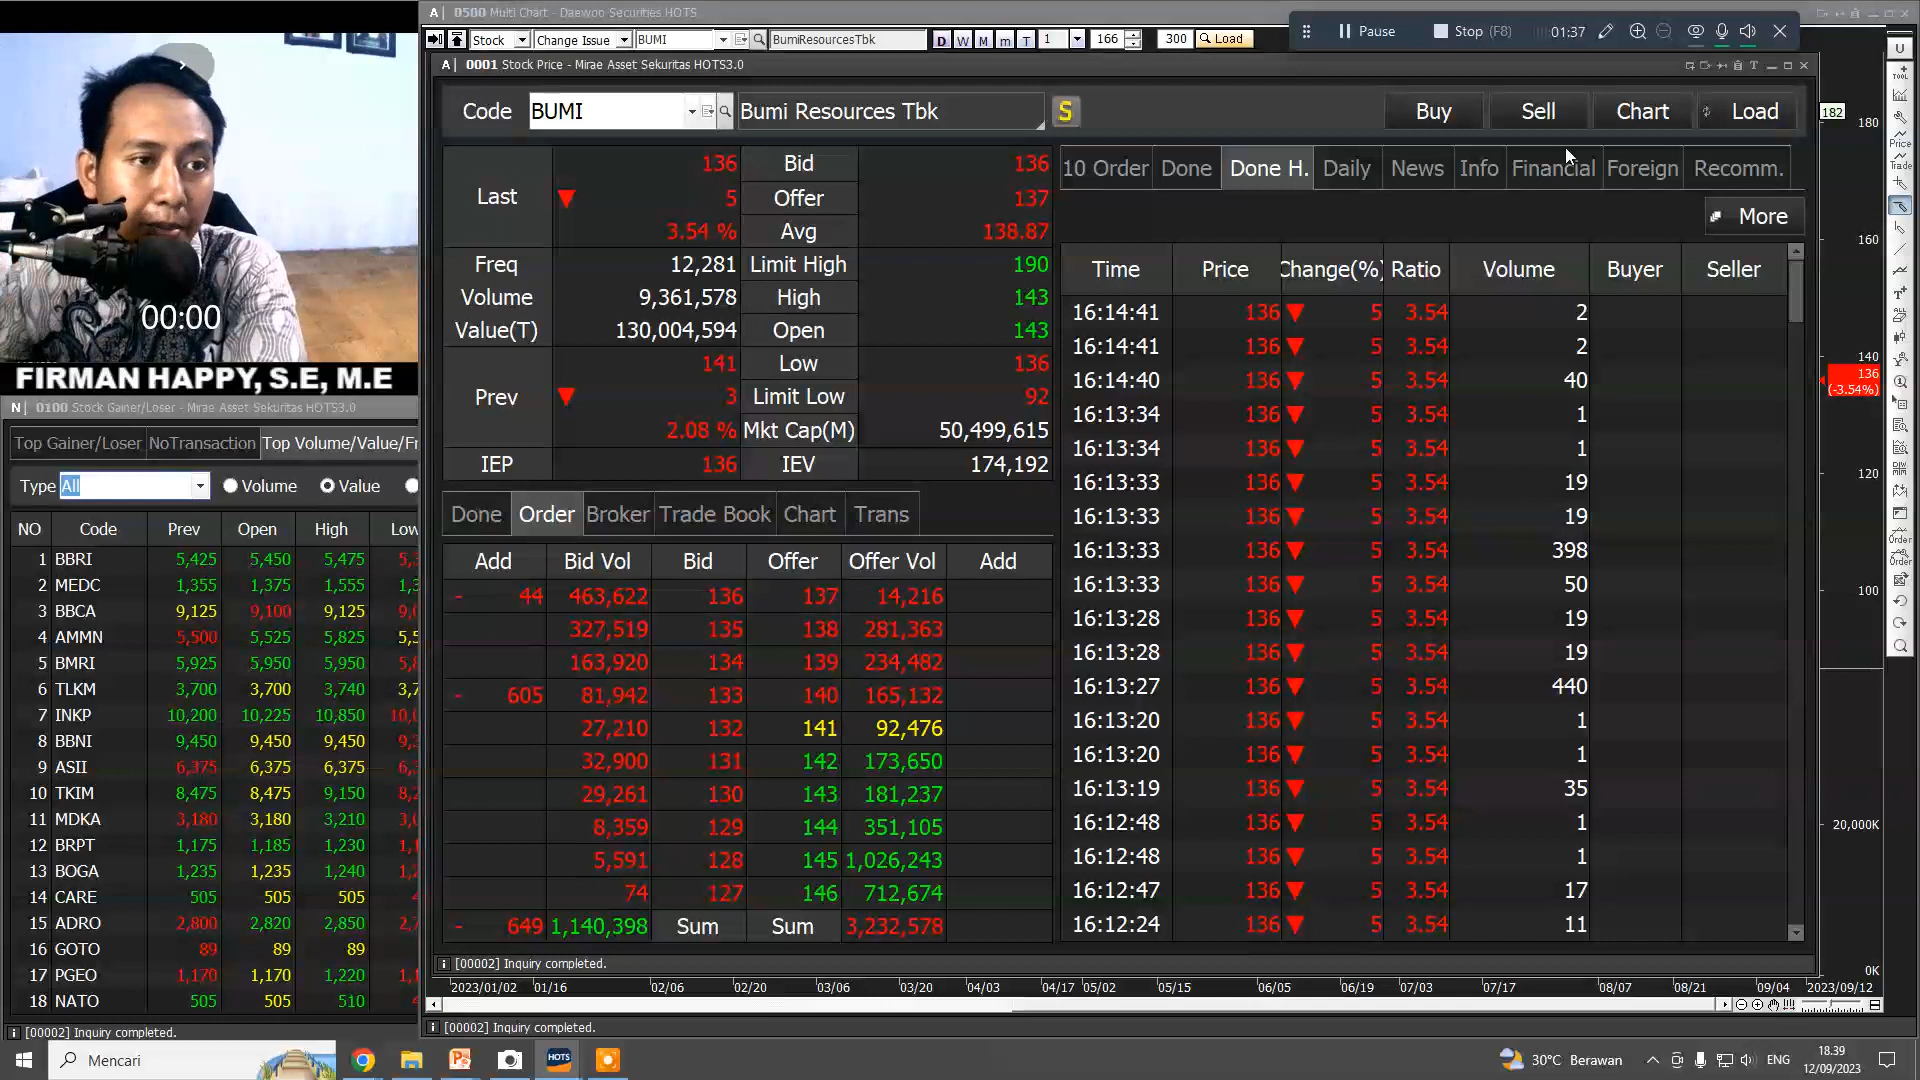 A 0500 Multi Chart - Daewoo Securities HOTS
Stock Change Issue BUMI BumiResourcesTbk D W M m T 1 166 300 Load
Pause Stop (F8) 01:37
A 0001 Stock Price - Mirae Asset Sekuritas HOTS3.0
Code BUMI Bumi Resources Tbk S Buy Sell Chart Load
10 Order Done Done H. Daily News Info Financial Foreign Recomm.
More
Last 136 Bid 136
5 Offer 137
3.54 % Avg 138.87
Freq 12,281 Limit High 190
Volume 9,361,578 High 143
Value(T) 130,004,594 Open 143
Prev 141 Low 136
3 Limit Low 92
2.08 % Mkt Cap(M) 50,499,615
IEP 136 IEV 174,192
Done Order Broker Trade Book Chart Trans
Add Bid Vol Bid Offer Offer Vol Add
- 44 463,622 136 137 14,216
327,519 135 138 281,363
163,920 134 139 234,482
- 605 81,942 133 140 165,132
27,210 132 141 92,476
32,900 131 142 173,650
29,261 130 143 181,237
8,359 129 144 351,105
5,591 128 145 1,026,243
74 127 146 712,674
- 649 1,140,398 Sum Sum 3,232,578
Time Price Change(%) Ratio Volume Buyer Seller
16:14:41 136 5 3.54 2
16:14:41 136 5 3.54 2
16:14:40 136 5 3.54 40
16:13:34 136 5 3.54 1
16:13:34 136 5 3.54 1
16:13:33 136 5 3.54 19
16:13:33 136 5 3.54 19
16:13:33 136 5 3.54 398
16:13:33 136 5 3.54 50
16:13:28 136 5 3.54 19
16:13:28 136 5 3.54 19
16:13:27 136 5 3.54 440
16:13:20 136 5 3.54 1
16:13:20 136 5 3.54 1
16:13:19 136 5 3.54 35
16:12:48 136 5 3.54 1
16:12:48 136 5 3.54 1
16:12:47 136 5 3.54 17
16:12:24 136 5 3.54 11
[00002] Inquiry completed.
182 180
160
140
136
(-3.54%)
120
100
20,000K
0K
2023/01/02 01/16 02/06 02/20 03/06 03/20 04/03 04/17 05/02 05/15 06/05 06/19 07/03 07/17 08/07 08/21 09/04 2023/09/12
[00002] Inquiry completed.
00:00
FIRMAN HAPPY, S.E, M.E
N 0100 Stock Gainer/Loser - Mirae Asset Sekuritas HOTS3.0
Top Gainer/Loser NoTransaction Top Volume/Value/Fr
Type All Volume Value
NO Code Prev Open High Low
1 BBRI 5,425 5,450 5,475
2 MEDC 1,355 1,375 1,555
3 BBCA 9,125 9,100 9,125
4 AMMN 5,500 5,525 5,825
5 BMRI 5,925 5,950 5,950
6 TLKM 3,700 3,700 3,740
7 INKP 10,200 10,225 10,850
8 BBNI 9,450 9,450 9,450
9 ASII 6,375 6,375 6,375
10 TKIM 8,475 8,475 9,150
11 MDKA 3,180 3,180 3,210
12 BRPT 1,175 1,185 1,230
13 BOGA 1,235 1,235 1,240
14 CARE 505 505 505
15 ADRO 2,800 2,820 2,850
16 GOTO 89 89 89
17 PGEO 1,170 1,170 1,220
18 NATO 505 505 510
[00002] Inquiry completed.
U
TOOL
Price
Trade
ALL
DIW
Order
Order
Mencari HOTS 30°C Berawan ENG 18.39
12/09/2023